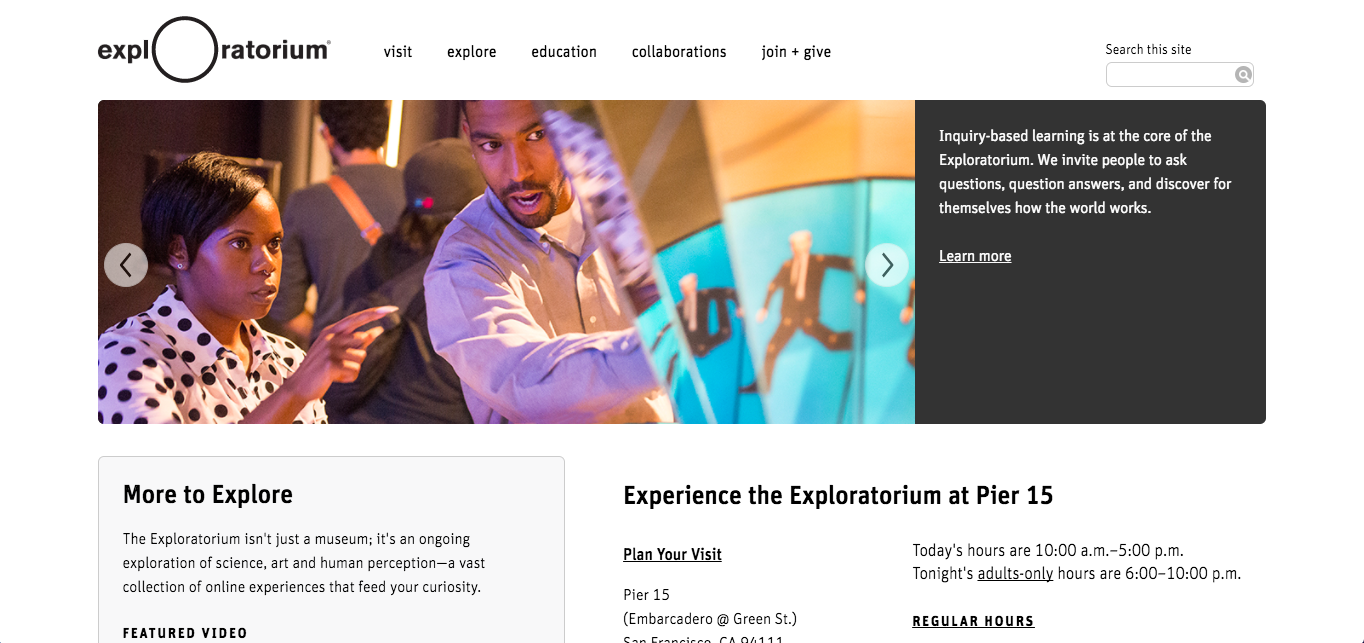 expl ratorium®
visit
explore
education
collaborations
join + give
Search this site
Inquiry-based learning is at the core of the
Exploratorium. We invite people to ask
questions, question answers, and discover for
themselves how the world works.
Learn more
More to Explore
The Exploratorium isn't just a museum; it's an ongoing
exploration of science, art and human perception—a vast
collection of online experiences that feed your curiosity.
FEATURED VIDEO
Experience the Exploratorium at Pier 15
Plan Your Visit
Pier 15
(Embarcadero @ Green St.)
San Francisco, CA 94111
Today's hours are 10:00 a.m.–5:00 p.m.
Tonight's adults-only hours are 6:00–10:00 p.m.
REGULAR HOURS